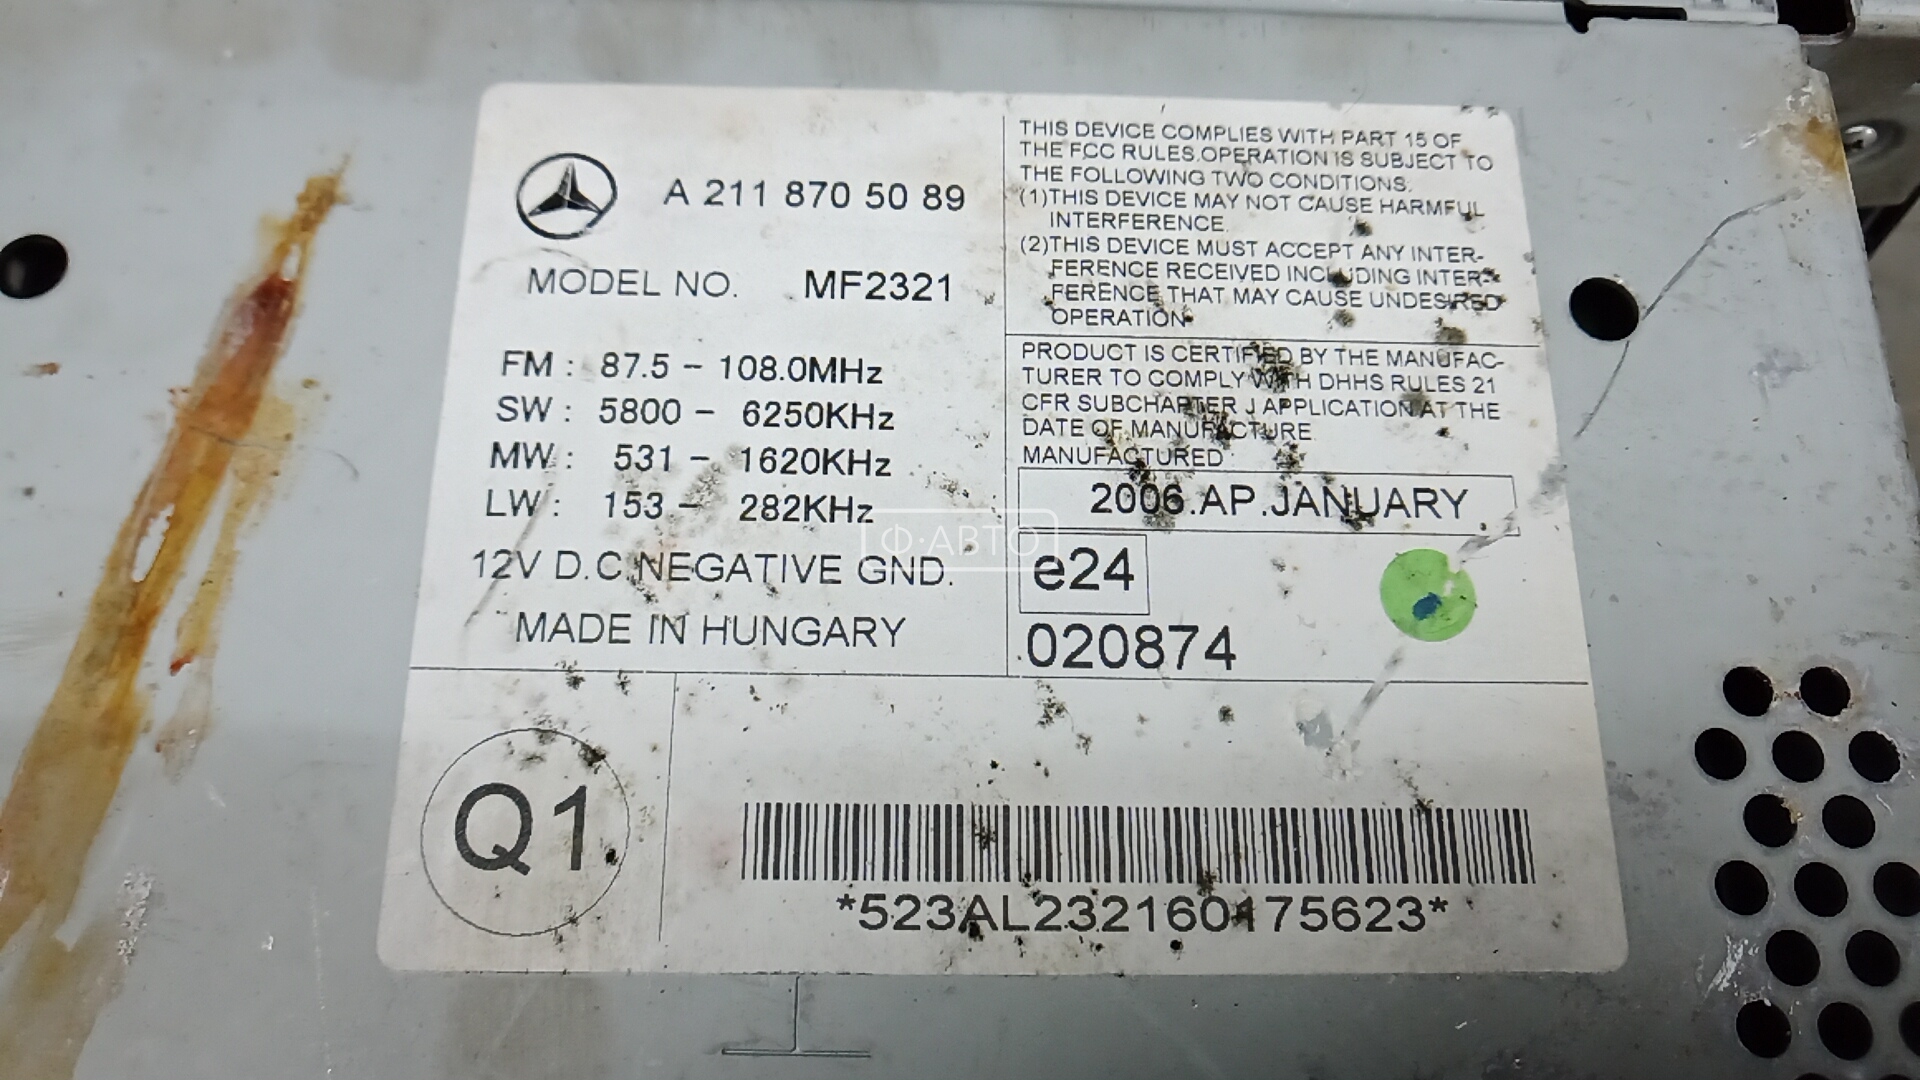 A 211 870 50 89
MODEL NO. MF2321
FM : 87.5 - 108.0MHz
SW : 5800 - 6250KHz
MW : 531 - 1620KHz
LW : 153 - 282KHz
12V D.C.NEGATIVE GND.
MADE IN HUNGARY
THIS DEVICE COMPLIES WITH PART 15 OF
THE FCC RULES.OPERATION IS SUBJECT TO
THE FOLLOWING TWO CONDITIONS.
(1)THIS DEVICE MAY NOT CAUSE HARMFUL
INTERFERENCE.
(2)THIS DEVICE MUST ACCEPT ANY INTER-
FERENCE RECEIVED INCLUDING INTER-
FERENCE THAT MAY CAUSE UNDESIRED
OPERATION.
PRODUCT IS CERTIFIED BY THE MANUFAC-
TURER TO COMPLY WITH DHHS RULES 21
CFR SUBCHAPTER J APPLICATION AT THE
DATE OF MANUFACTURE
MANUFACTURED :
2006.AP.JANUARY
e24
020874
Ф·АВТО
Q1
*523AL232160175623*